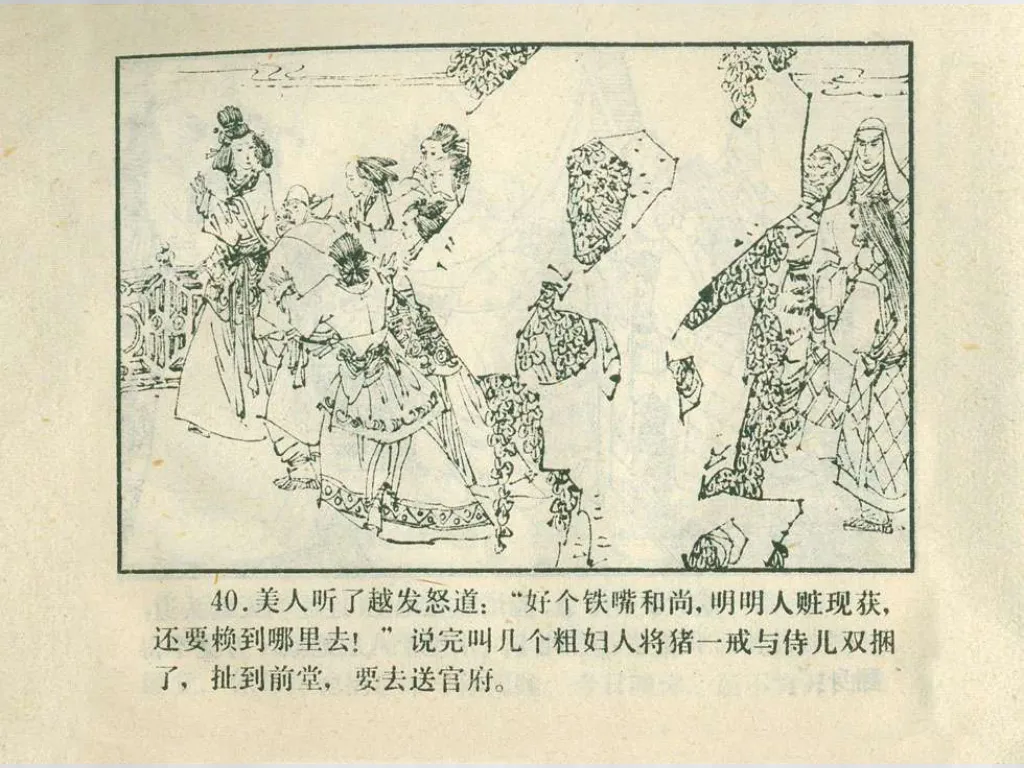 40.美人听了越发怒道：“好个铁嘴和尚，明明人赃现获，
还要赖到哪里去！”说完叫几个粗妇人将猪一戒与侍儿双捆
了，扯到前堂，要去送官府。